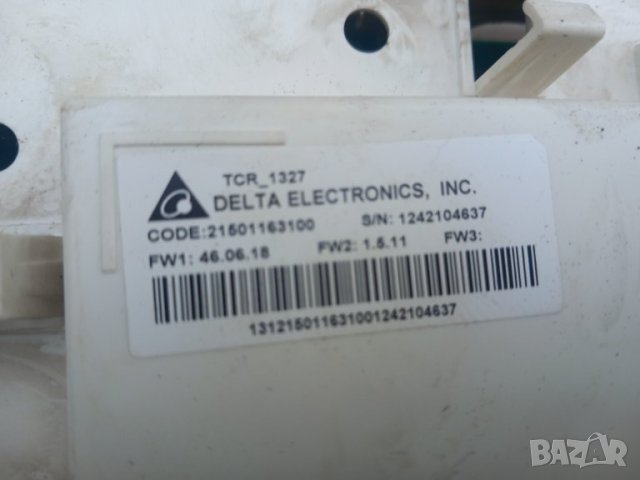 TCR_1327
DELTA ELECTRONICS, INC.
CODE:21501163100 S/N: 1242104637
FW1: 46.06.18 FW2: 1.5.11 FW3:
131215011631001242104637
BAZAR